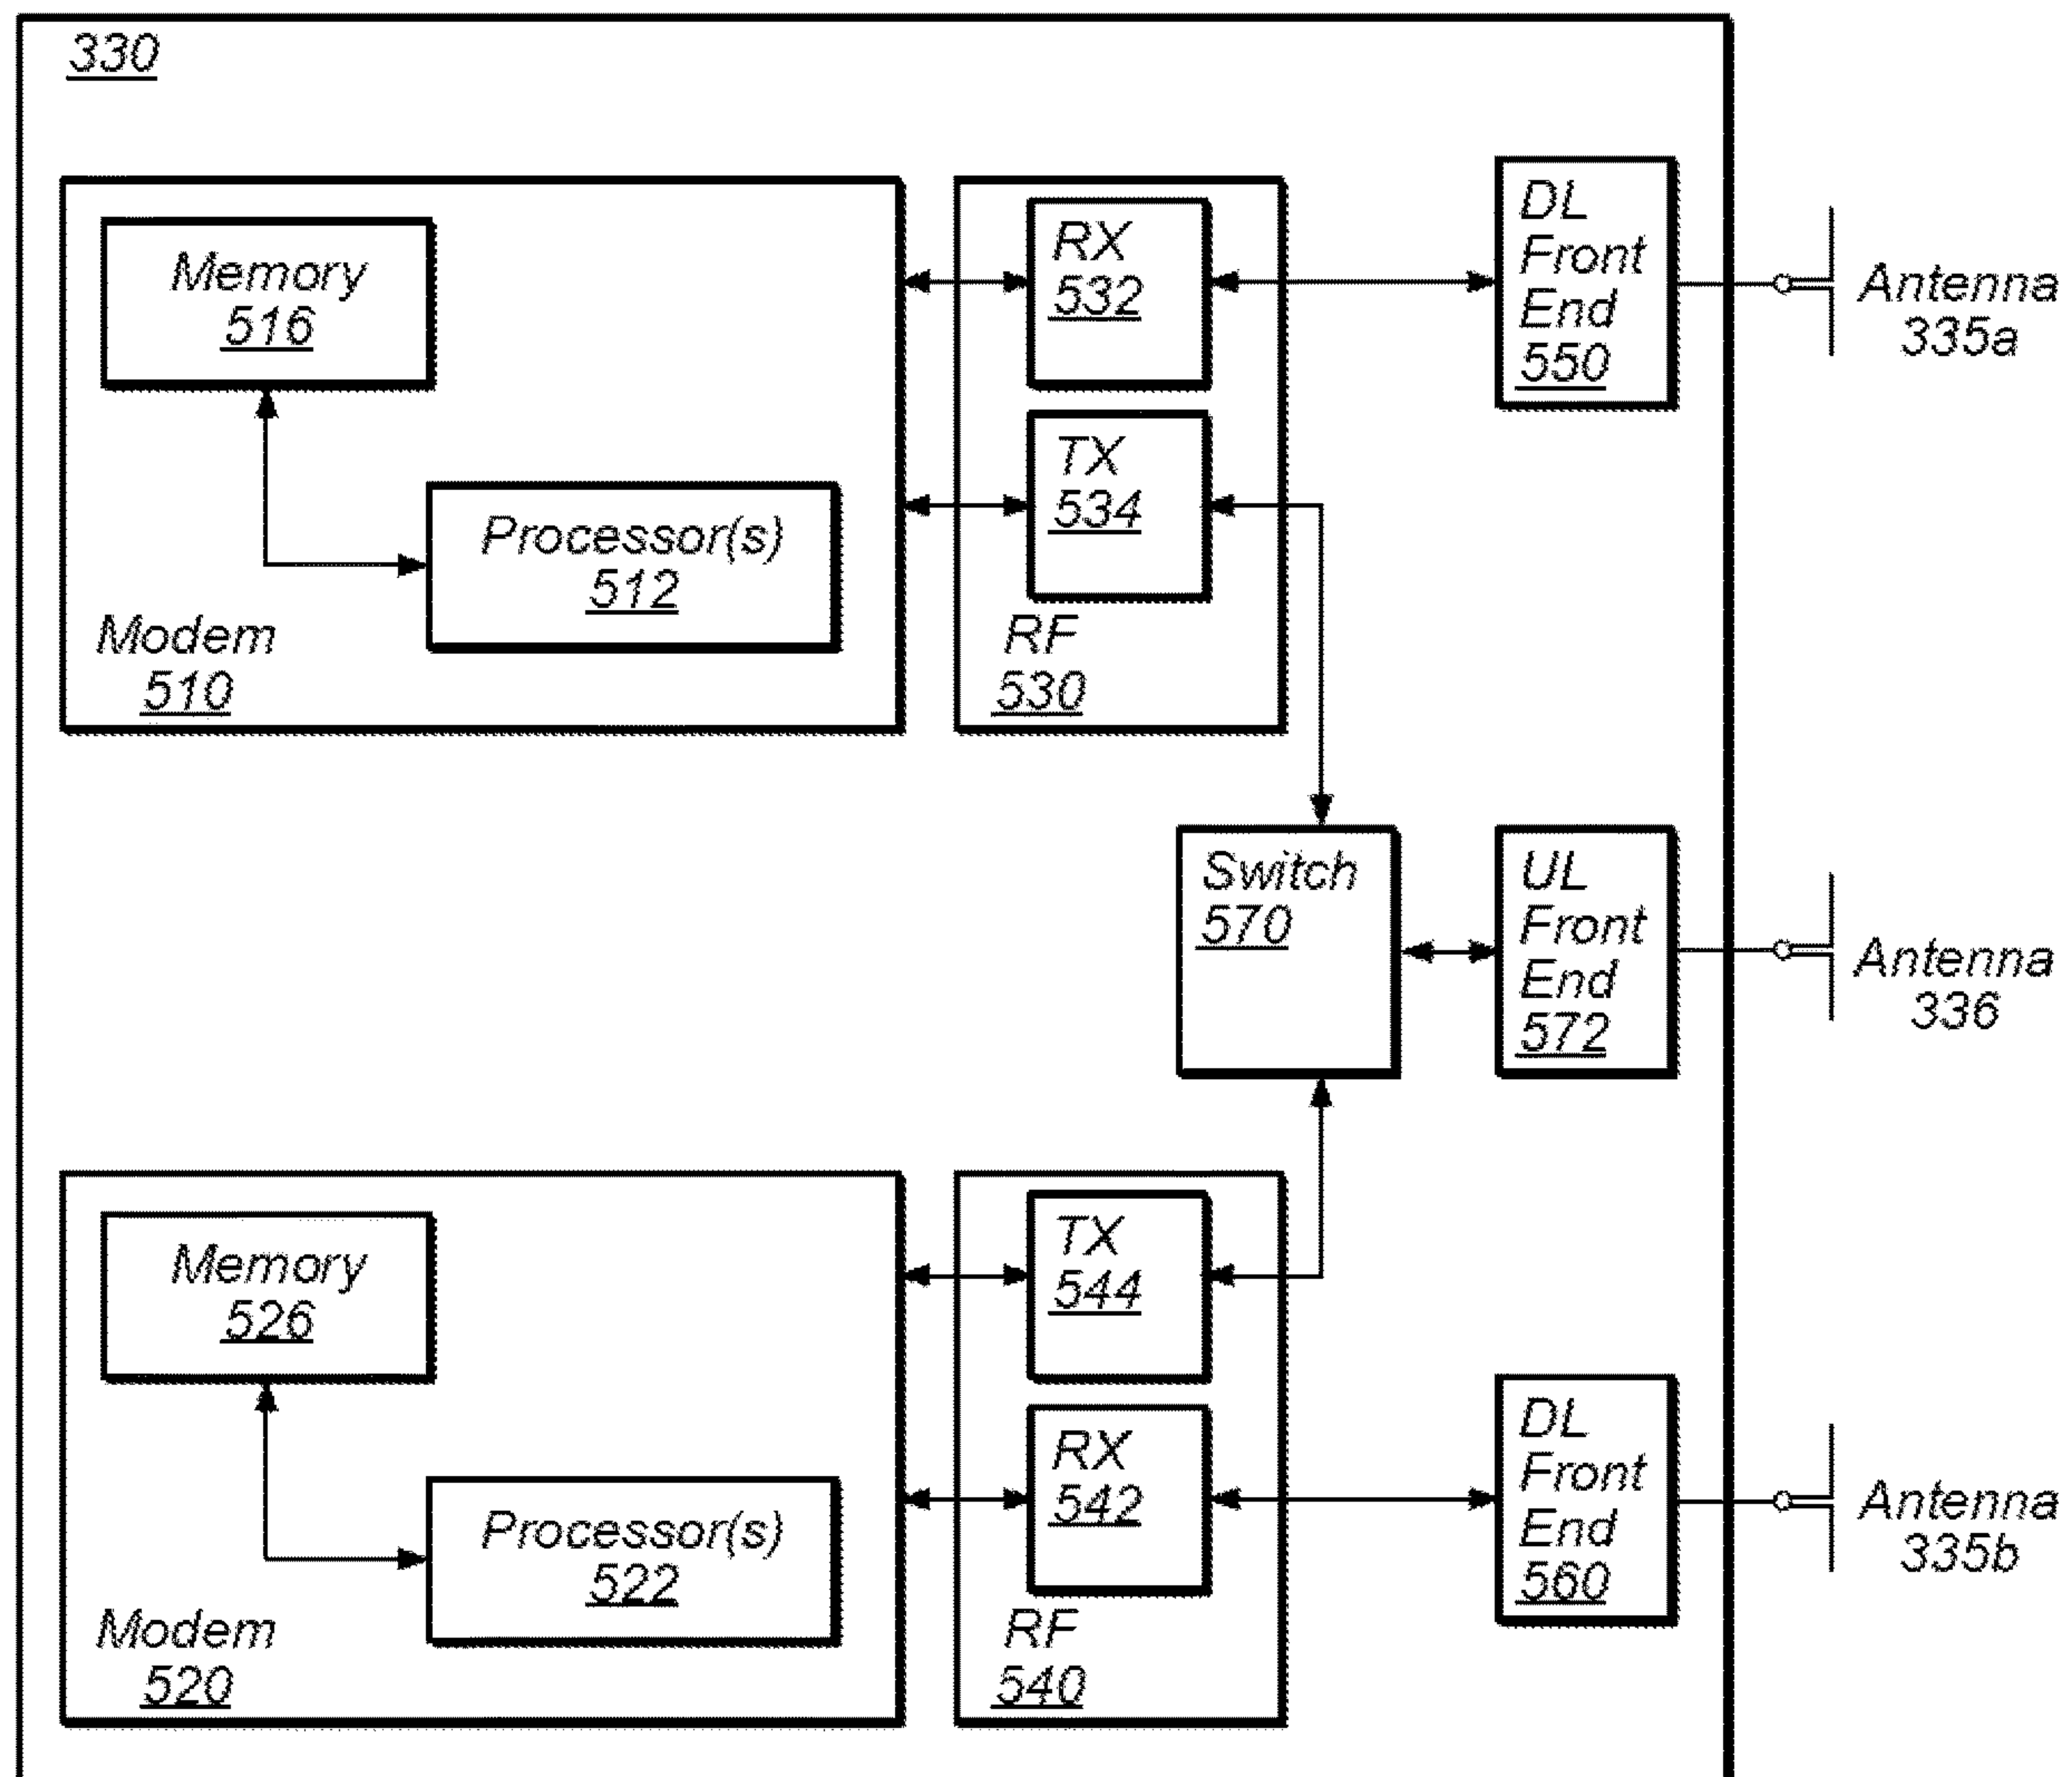 330
Memory
516
Processor(s)
512
Modem
510
RX
532
TX
534
RF
530
DL
Front
End
550
Antenna
335a
Switch
570
UL
Front
End
572
Antenna
336
Memory
526
Processor(s)
522
Modem
520
TX
544
RX
542
RF
540
DL
Front
End
560
Antenna
335b